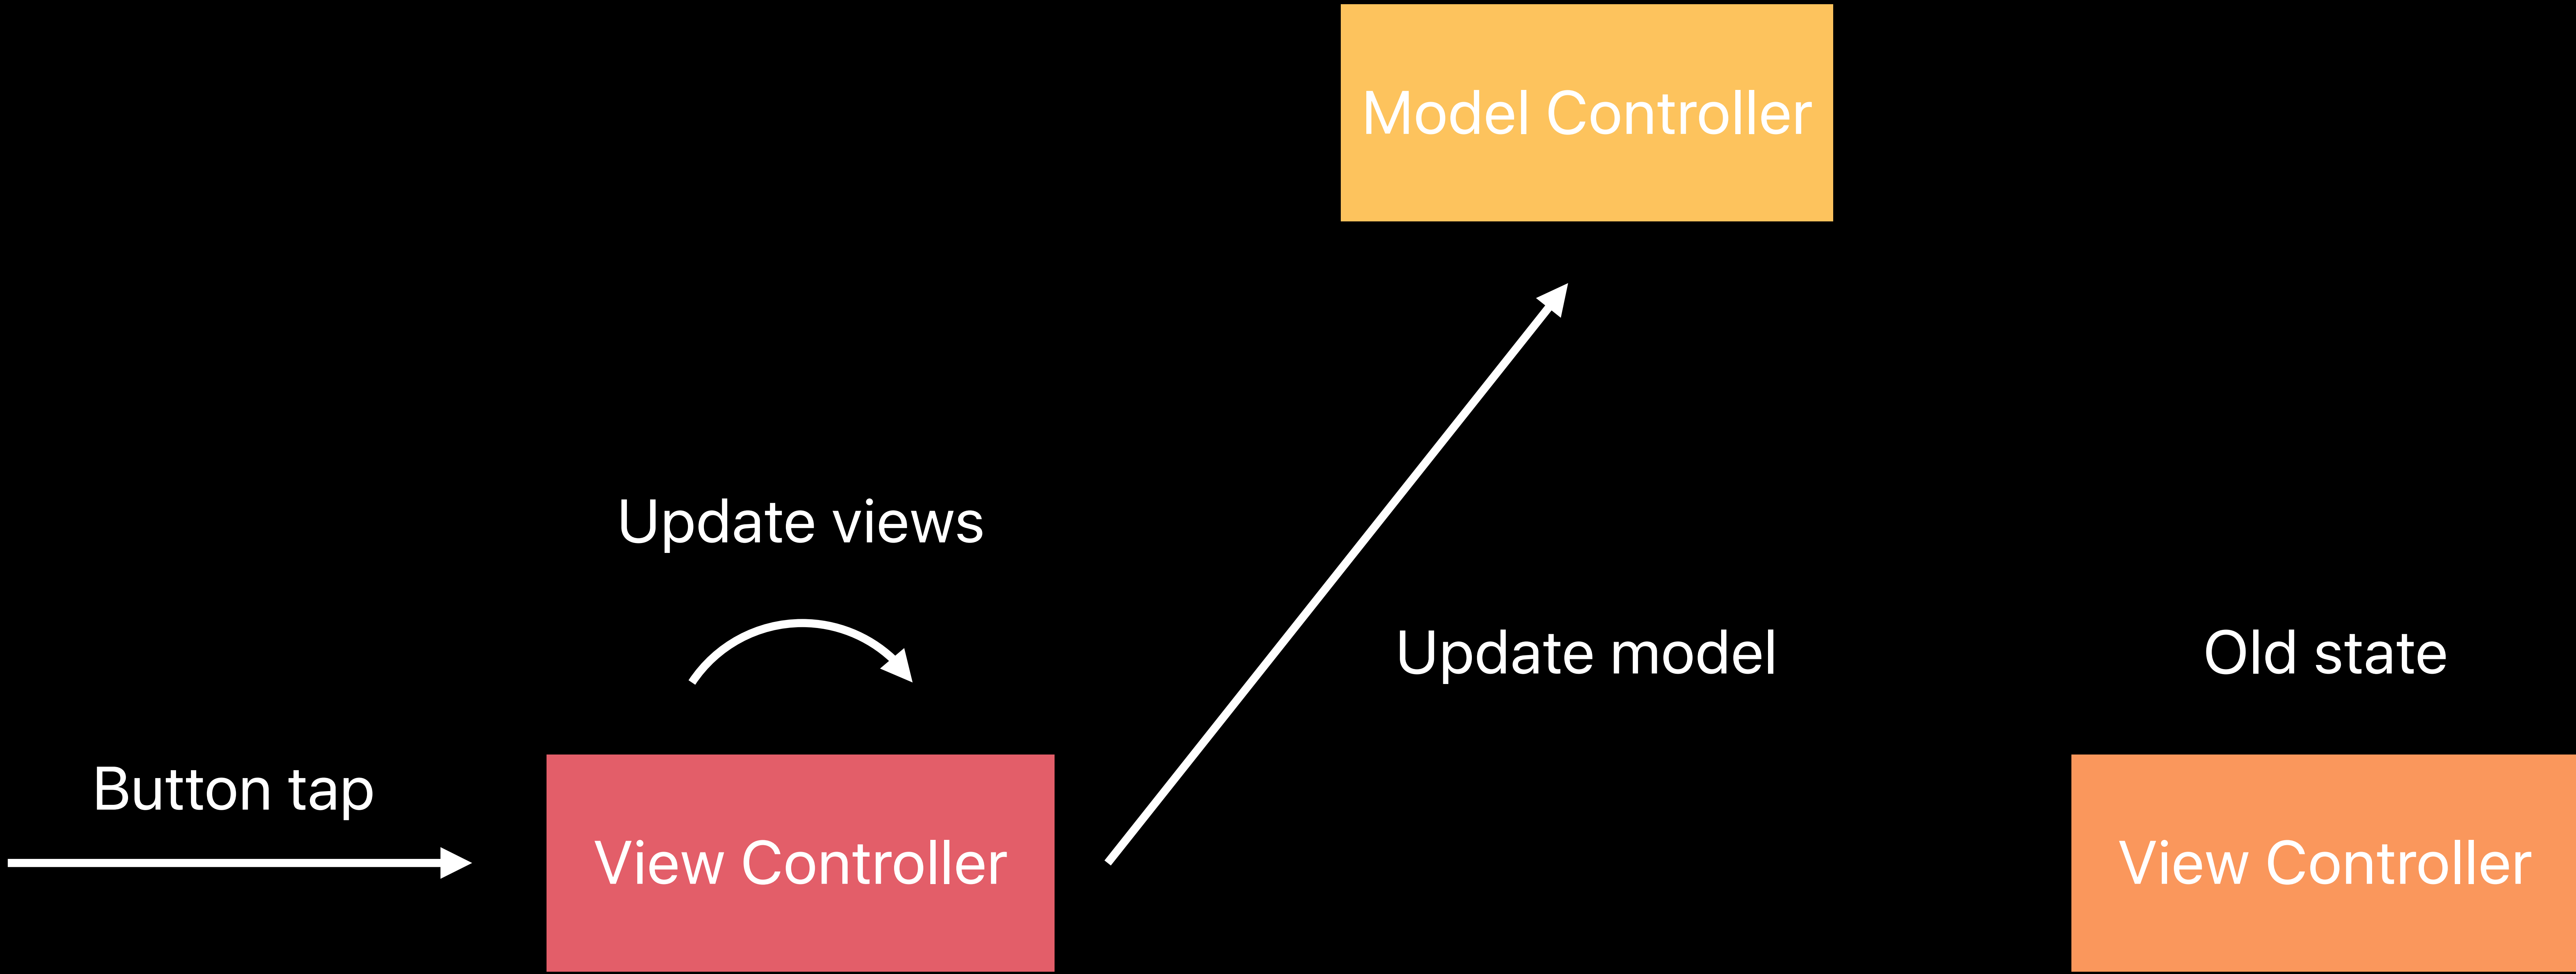 Model Controller
Update views
Update model
Old state
Button tap
View Controller
View Controller